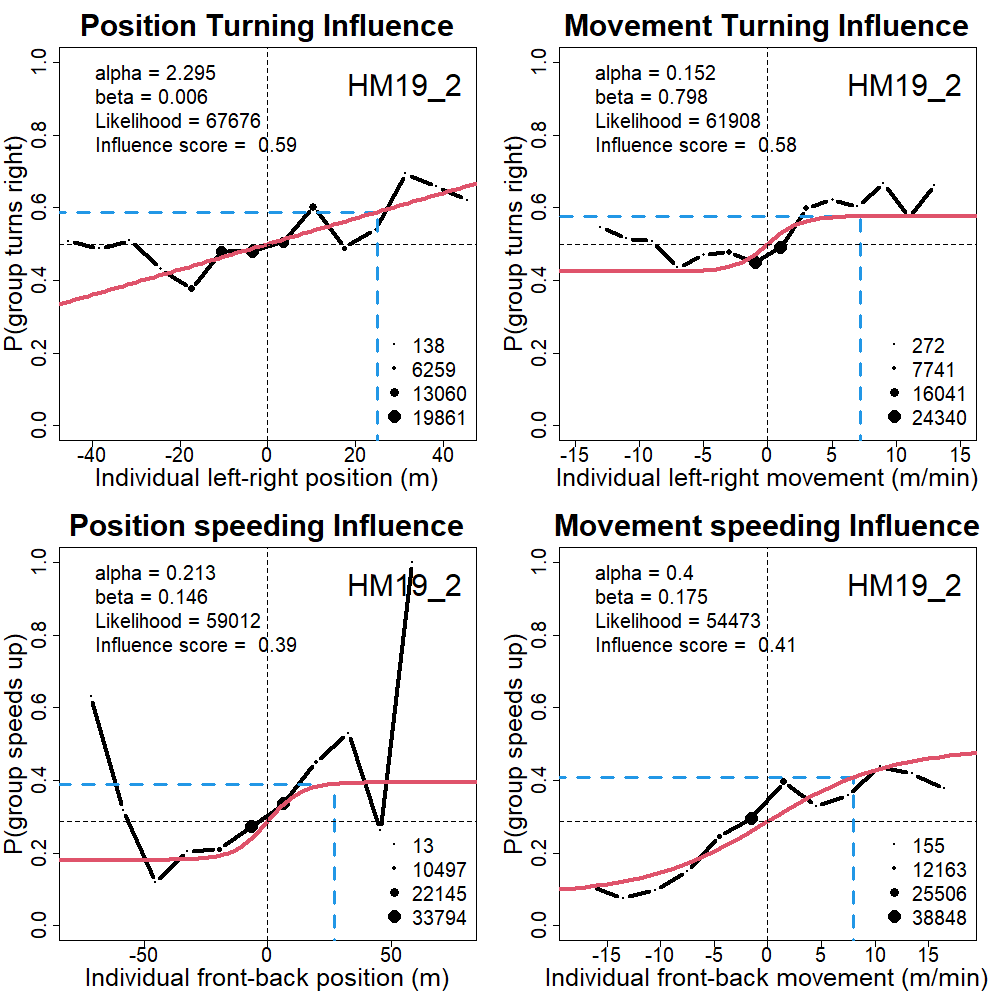 Position Turning Influence
alpha = 2.295
beta = 0.006
Likelihood = 67676
Influence score = 0.59
HM19_2
P(group turns right)
0.0 0.2 0.4 0.6 0.8 1.0
138
6259
13060
19861
-40 -20 0 20 40
Individual left-right position (m)
Movement Turning Influence
alpha = 0.152
beta = 0.798
Likelihood = 61908
Influence score = 0.58
HM19_2
P(group turns right)
0.0 0.2 0.4 0.6 0.8 1.0
272
7741
16041
24340
-15 -10 -5 0 5 10 15
Individual left-right movement (m/min)
Position speeding Influence
alpha = 0.213
beta = 0.146
Likelihood = 59012
Influence score = 0.39
HM19_2
P(group speeds up)
0.0 0.2 0.4 0.6 0.8 1.0
13
10497
22145
33794
-50 0 50
Individual front-back position (m)
Movement speeding Influence
alpha = 0.4
beta = 0.175
Likelihood = 54473
Influence score = 0.41
HM19_2
P(group speeds up)
0.0 0.2 0.4 0.6 0.8 1.0
155
12163
25506
38848
-15 -10 -5 0 5 10 15
Individual front-back movement (m/min)